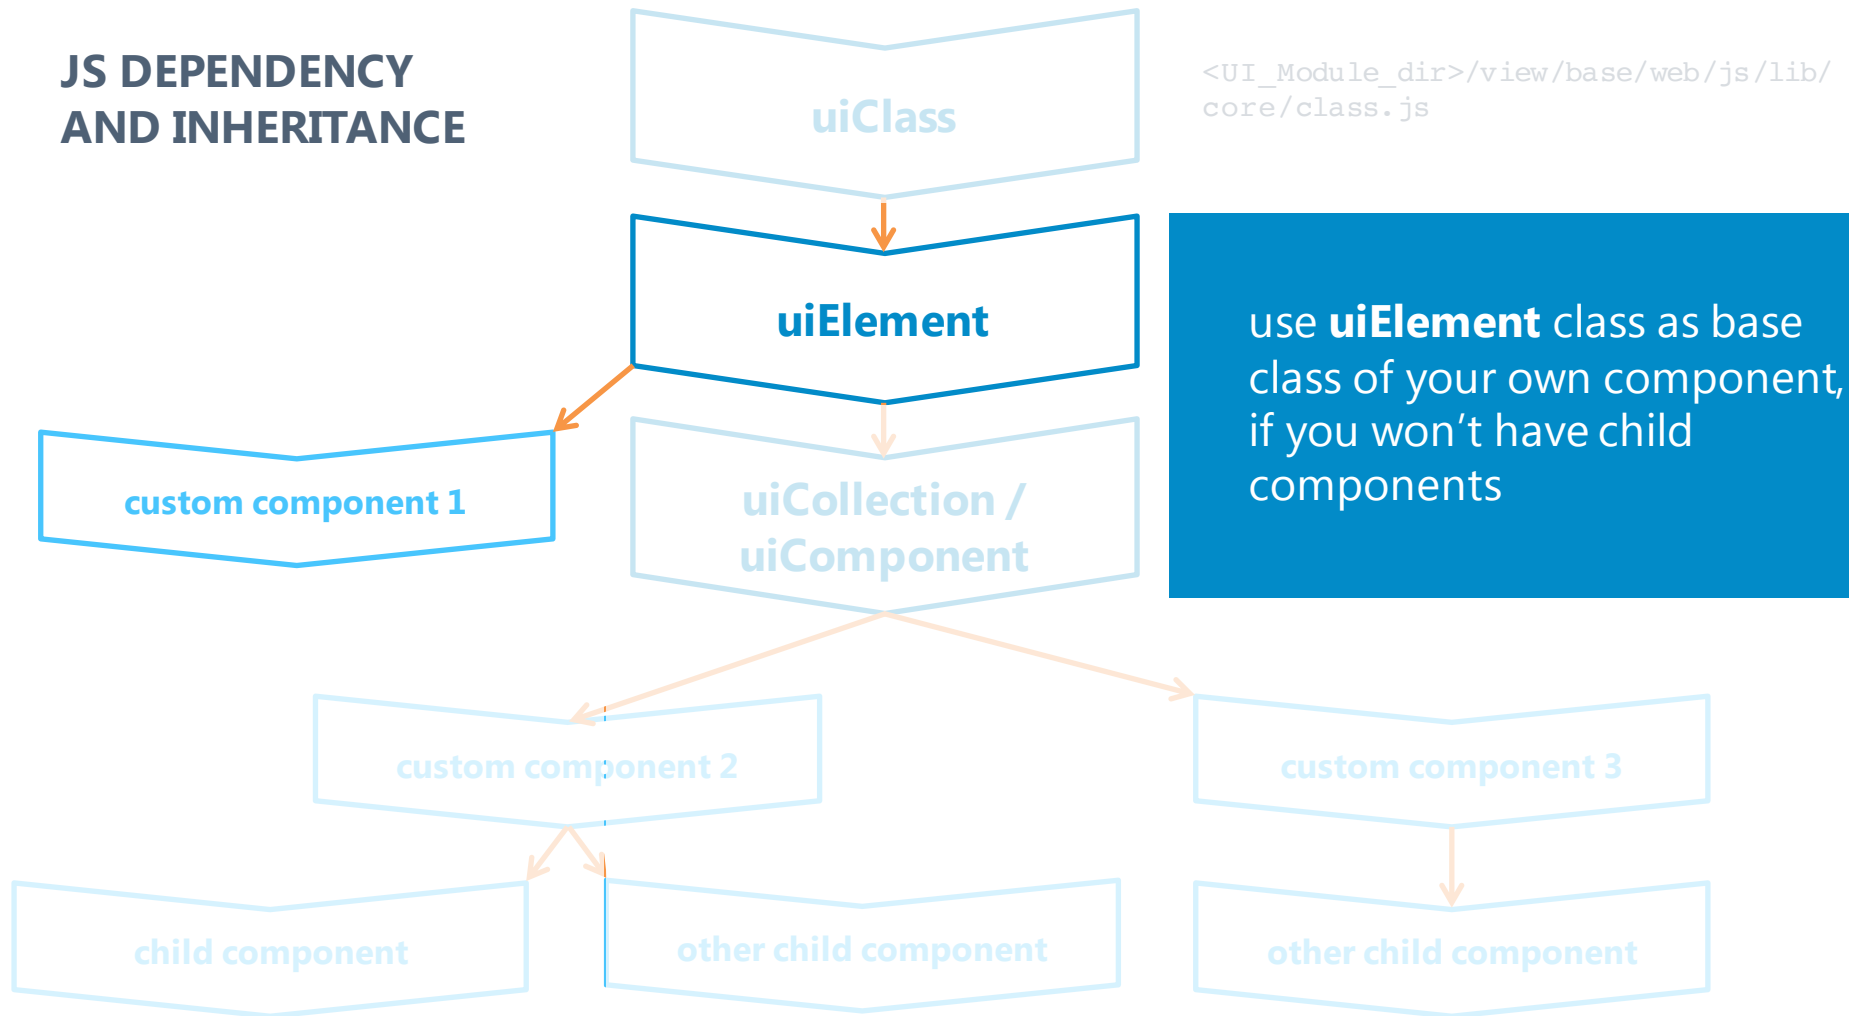 JS DEPENDENCY
AND INHERITANCE
uiClass
<UI_Module_dir>/view/base/web/js/lib/
core/class.js
uiElement
use uiElement class as base
class of your own component,
if you won’t have child
components
custom component 1
uiCollection /
uiComponent
custom component 2
custom component 3
child component
other child component
other child component